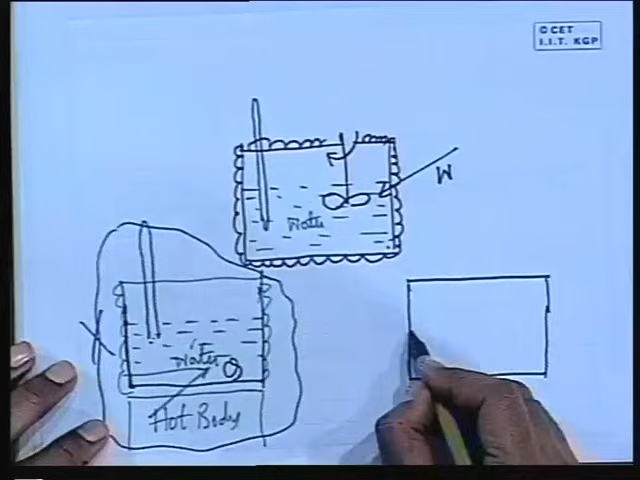 © CET
I.I.T. KGP
W
Water
Water
Q
Hot Body